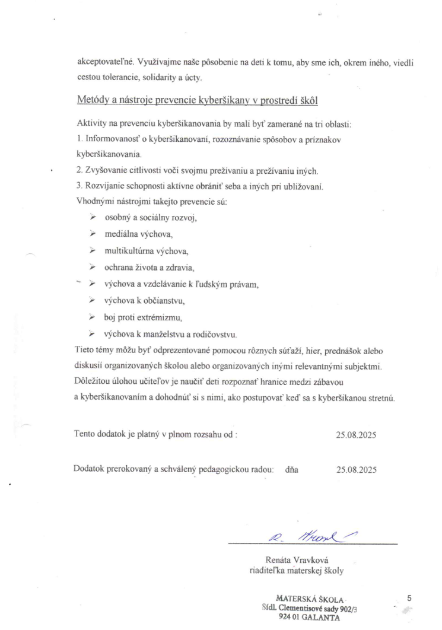 akceptovateľné. Využívajme naše pôsobenie na deti k tomu, aby sme ich, okrem iného, viedli
cestou tolerancie, solidarity a úcty.
Metódy a nástroje prevencie kyberšikany v prostredí škôl
Aktivity na prevenciu kyberšikanovania by mali byť zamerané na tri oblasti:
1. Informovanosť o kyberšikanovaní, rozoznávanie spôsobov a príznakov
kyberšikanovania.
2. Zvyšovanie citlivosti voči svojmu prežívaniu a prežívaniu iných.
3. Rozvíjanie schopnosti aktívne obrániť seba a iných pri ubližovaní.
Vhodnými nástrojmi takejto prevencie sú:
➢ osobný a sociálny rozvoj,
➢ mediálna výchova,
➢ multikultúrna výchova,
➢ ochrana života a zdravia,
➢ výchova a vzdelávanie k ľudským právam,
➢ výchova k občianstvu,
➢ boj proti extrémizmu,
➢ výchova k manželstvu a rodičovstvu.
Tieto témy môžu byť odprezentované pomocou rôznych súťaží, hier, prednášok alebo
diskusií organizovaných školou alebo organizovaných inými relevantnými subjektmi.
Dôležitou úlohou učiteľov je naučiť deti rozpoznať hranice medzi zábavou
a kyberšikanovaním a dohodnúť si s nimi, ako postupovať keď sa s kyberšikanou stretnú.
Tento dodatok je platný v plnom rozsahu od : 25.08.2025
Dodatok prerokovaný a schválený pedagogickou radou: dňa 25.08.2025
Renáta Vravková
riaditeľka materskej školy
MATERSKÁ ŠKOLA
Sídl. Clementisové sady 902/3
924 01 GALANTA
5